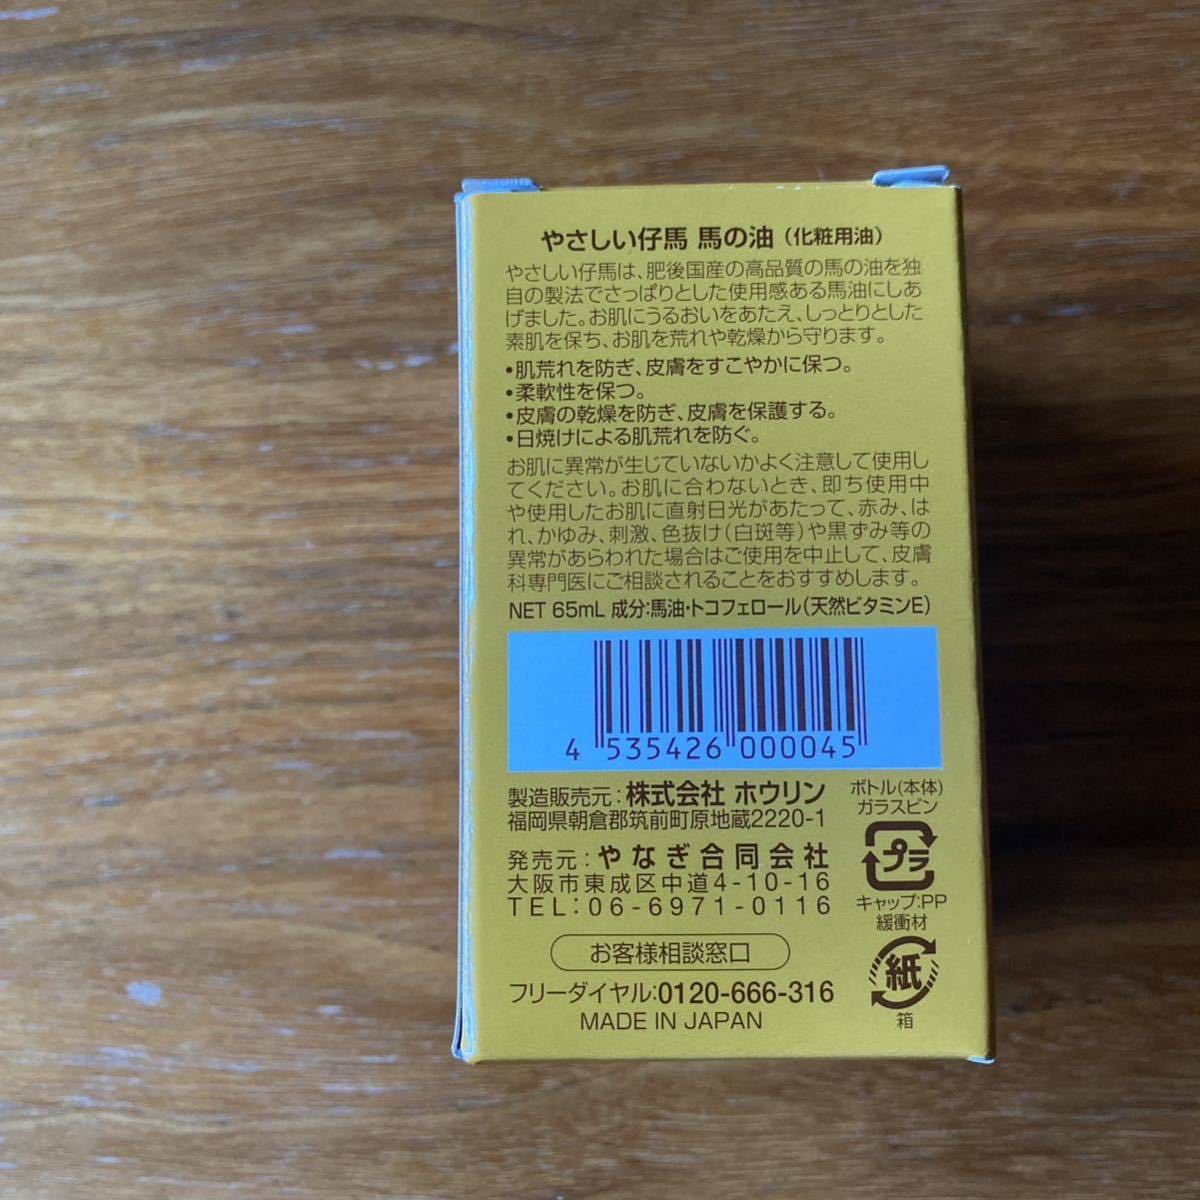 やさしい仔馬 馬の油（化粧用油）
やさしい仔馬は、肥後国産の高品質の馬の油を独
自の製法でさっぱりとした使用感ある馬油にしあ
げました。お肌にうるおいをあたえ、しっとりとした
素肌を保ち、お肌を荒れや乾燥から守ります。
・肌荒れを防ぎ、皮膚をすこやかに保つ。
・柔軟性を保つ。
・皮膚の乾燥を防ぎ、皮膚を保護する。
・日焼けによる肌荒れを防ぐ。
お肌に異常が生じていないかよく注意して使用し
てください。お肌に合わないとき、即ち使用中
や使用したお肌に直射日光があたって、赤み、は
れ、かゆみ、刺激、色抜け（白斑等）や黒ずみ等の
異常があらわれた場合はご使用を中止して、皮膚
科専門医にご相談されることをおすすめします。
NET 65mL 成分:馬油・トコフェロール（天然ビタミンE）
4 535426 000045
製造販売元：株式会社 ホウリン
福岡県朝倉郡筑前町原地蔵2220-1
発売元：やなぎ合同会社
大阪市東成区中道4-10-16
TEL:06-6971-0116
お客様相談窓口
フリーダイヤル:0120-666-316
MADE IN JAPAN
ボトル（本体）
ガラスビン
プラ
キャップ:PP
緩衝材
紙
箱